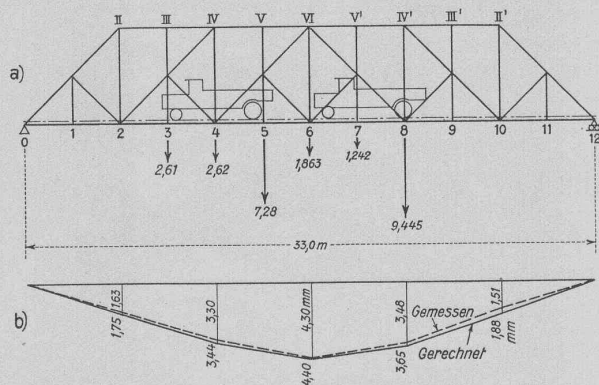 II III IV V VI V' IV' III' II'
a)
0 1 2 3 4 5 6 7 8 9 10 11 12
2,61 2,62 1,863 1,242
7,28 9,445
33,0 m
b)
1,63 3,30 4,30 mm 3,48 1,51
1,75 3,44 4,40 3,65 1,88 mm
Gemessen
Gerechnet